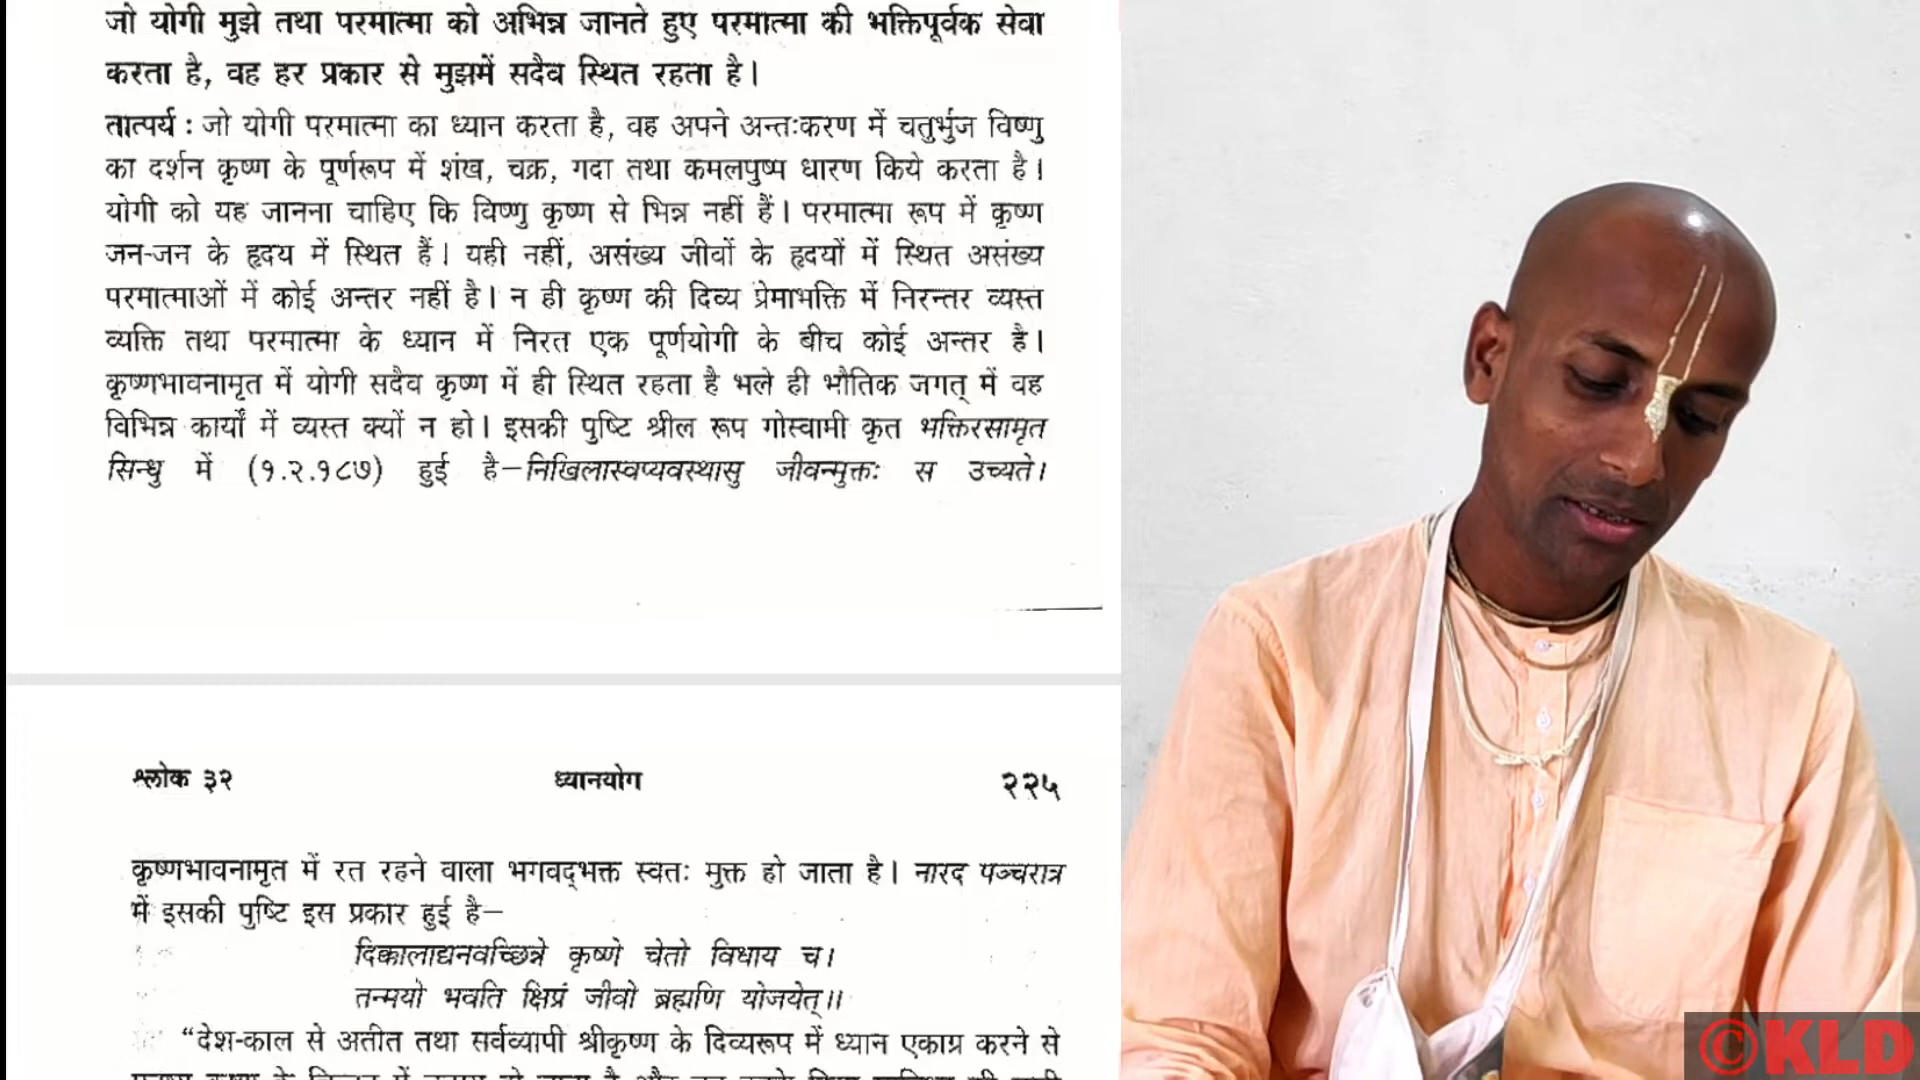 जो योगी मुझे तथा परमात्मा को अभिन्न जानते हुए परमात्मा की भक्तिपूर्वक सेवा
करता है, वह हर प्रकार से मुझमें सदैव स्थित रहता है।
तात्पर्य : जो योगी परमात्मा का ध्यान करता है, वह अपने अन्तःकरण में चतुर्भुज विष्णु
का दर्शन कृष्ण के पूर्णरूप में शंख, चक्र, गदा तथा कमलपुष्प धारण किये करता है।
योगी को यह जानना चाहिए कि विष्णु कृष्ण से भिन्न नहीं हैं। परमात्मा रूप में कृष्ण
जन-जन के हृदय में स्थित हैं। यही नहीं, असंख्य जीवों के हृदयों में स्थित असंख्य
परमात्माओं में कोई अन्तर नहीं है। न ही कृष्ण की दिव्य प्रेमाभक्ति में निरन्तर व्यस्त
व्यक्ति तथा परमात्मा के ध्यान में निरत एक पूर्णयोगी के बीच कोई अन्तर है।
कृष्णभावनामृत में योगी सदैव कृष्ण में ही स्थित रहता है भले ही भौतिक जगत् में वह
विभिन्न कार्यों में व्यस्त क्यों न हो। इसकी पुष्टि श्रील रूप गोस्वामी कृत भक्तिरसामृत
सिन्धु में (१.२.१८७) हुई है–निखिलास्वप्यवस्थासु जीवन्मुक्तः स उच्यते।
श्लोक ३२ ध्यानयोग २२५
कृष्णभावनामृत में रत रहने वाला भगवद्भक्त स्वतः मुक्त हो जाता है। नारद पञ्चरात्र
में इसकी पुष्टि इस प्रकार हुई है–
दिक्कालाद्यनवच्छिन्ने कृष्णे चेतो विधाय च।
तन्मयो भवति क्षिप्रं जीवो ब्रह्मणि योजयेत्॥
“देश-काल से अतीत तथा सर्वव्यापी श्रीकृष्ण के दिव्यरूप में ध्यान एकाग्र करने से
©KLD